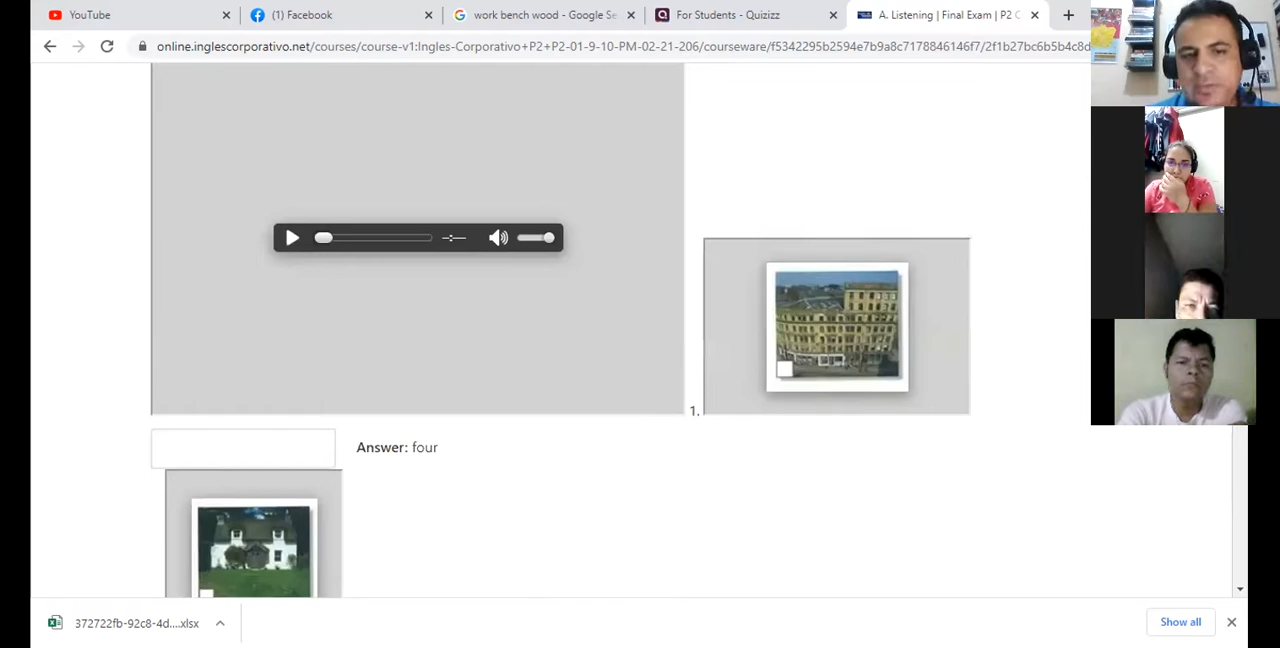 YouTube
(1) Facebook
work bench wood - Google Se
For Students - Quizizz
A. Listening | Final Exam | P2 C
online.inglescorporativo.net/courses/course-v1:Ingles-Corporativo+P2+P2-01-9-10-PM-02-21-206/courseware/f5342295b2594e7b9a8c7178846146f7/2f1b27bc6b5b4c8d
1.
Answer: four
372722fb-92c8-4d....xlsx
Show all